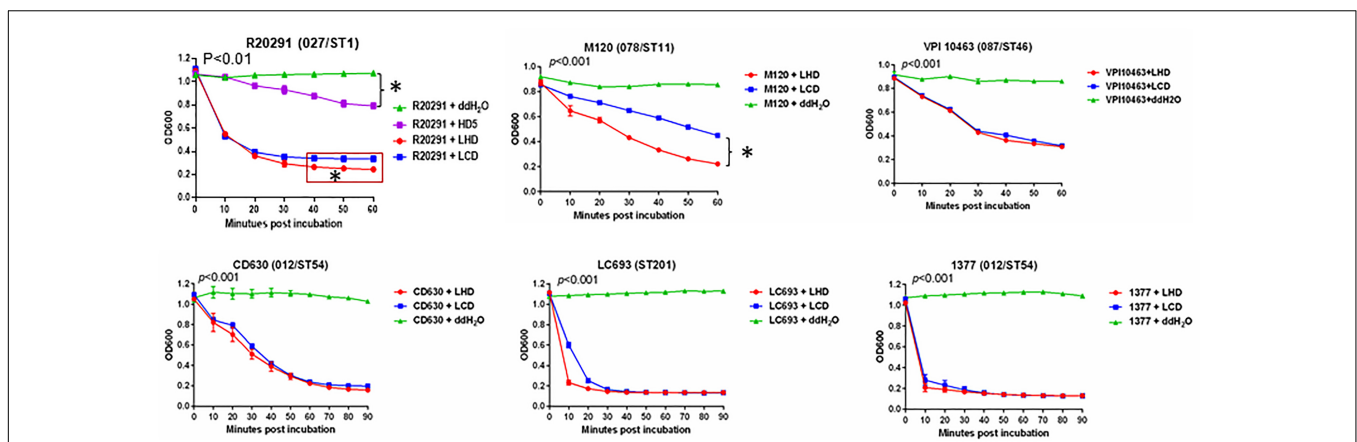 R20291 (027/ST1)
P<0.01
1.2
1.0
0.8
0.6
0.4
0.2
0.0
OD600
0 10 20 30 40 50 60
Minutues post incubation
*
*
R20291 + ddH2O
R20291 + HD5
R20291 + LHD
R20291 + LCD
M120 (078/ST11)
p<0.001
1.0
0.8
0.6
0.4
0.2
0.0
OD600
0 10 20 30 40 50 60
Minutes post incubation
*
M120 + LHD
M120 + LCD
M120 + ddH2O
VPI 10463 (087/ST46)
p<0.001
1.0
0.8
0.6
0.4
0.2
0.0
OD600
0 10 20 30 40 50 60
Minutes post incubation
VPI10463+LHD
VPI10463+LCD
VPI10463+ddH2O
CD630 (012/ST54)
p<0.001
1.2
1.0
0.8
0.6
0.4
0.2
0.0
OD600
0 10 20 30 40 50 60 70 80 90
Minutes post incubation
CD630 + LHD
CD630 + LCD
CD630 + ddH2O
LC693 (ST201)
p<0.001
1.2
1.0
0.8
0.6
0.4
0.2
0.0
OD600
0 10 20 30 40 50 60 70 80 90
Minutes post incubation
LC693 + LHD
LC693 + LCD
LC693 + ddH2O
1377 (012/ST54)
p<0.001
1.2
1.0
0.8
0.6
0.4
0.2
0.0
OD600
0 10 20 30 40 50 60 70 80 90
Minutes post incubation
1377 + LHD
1377 + LCD
1377 + ddH2O